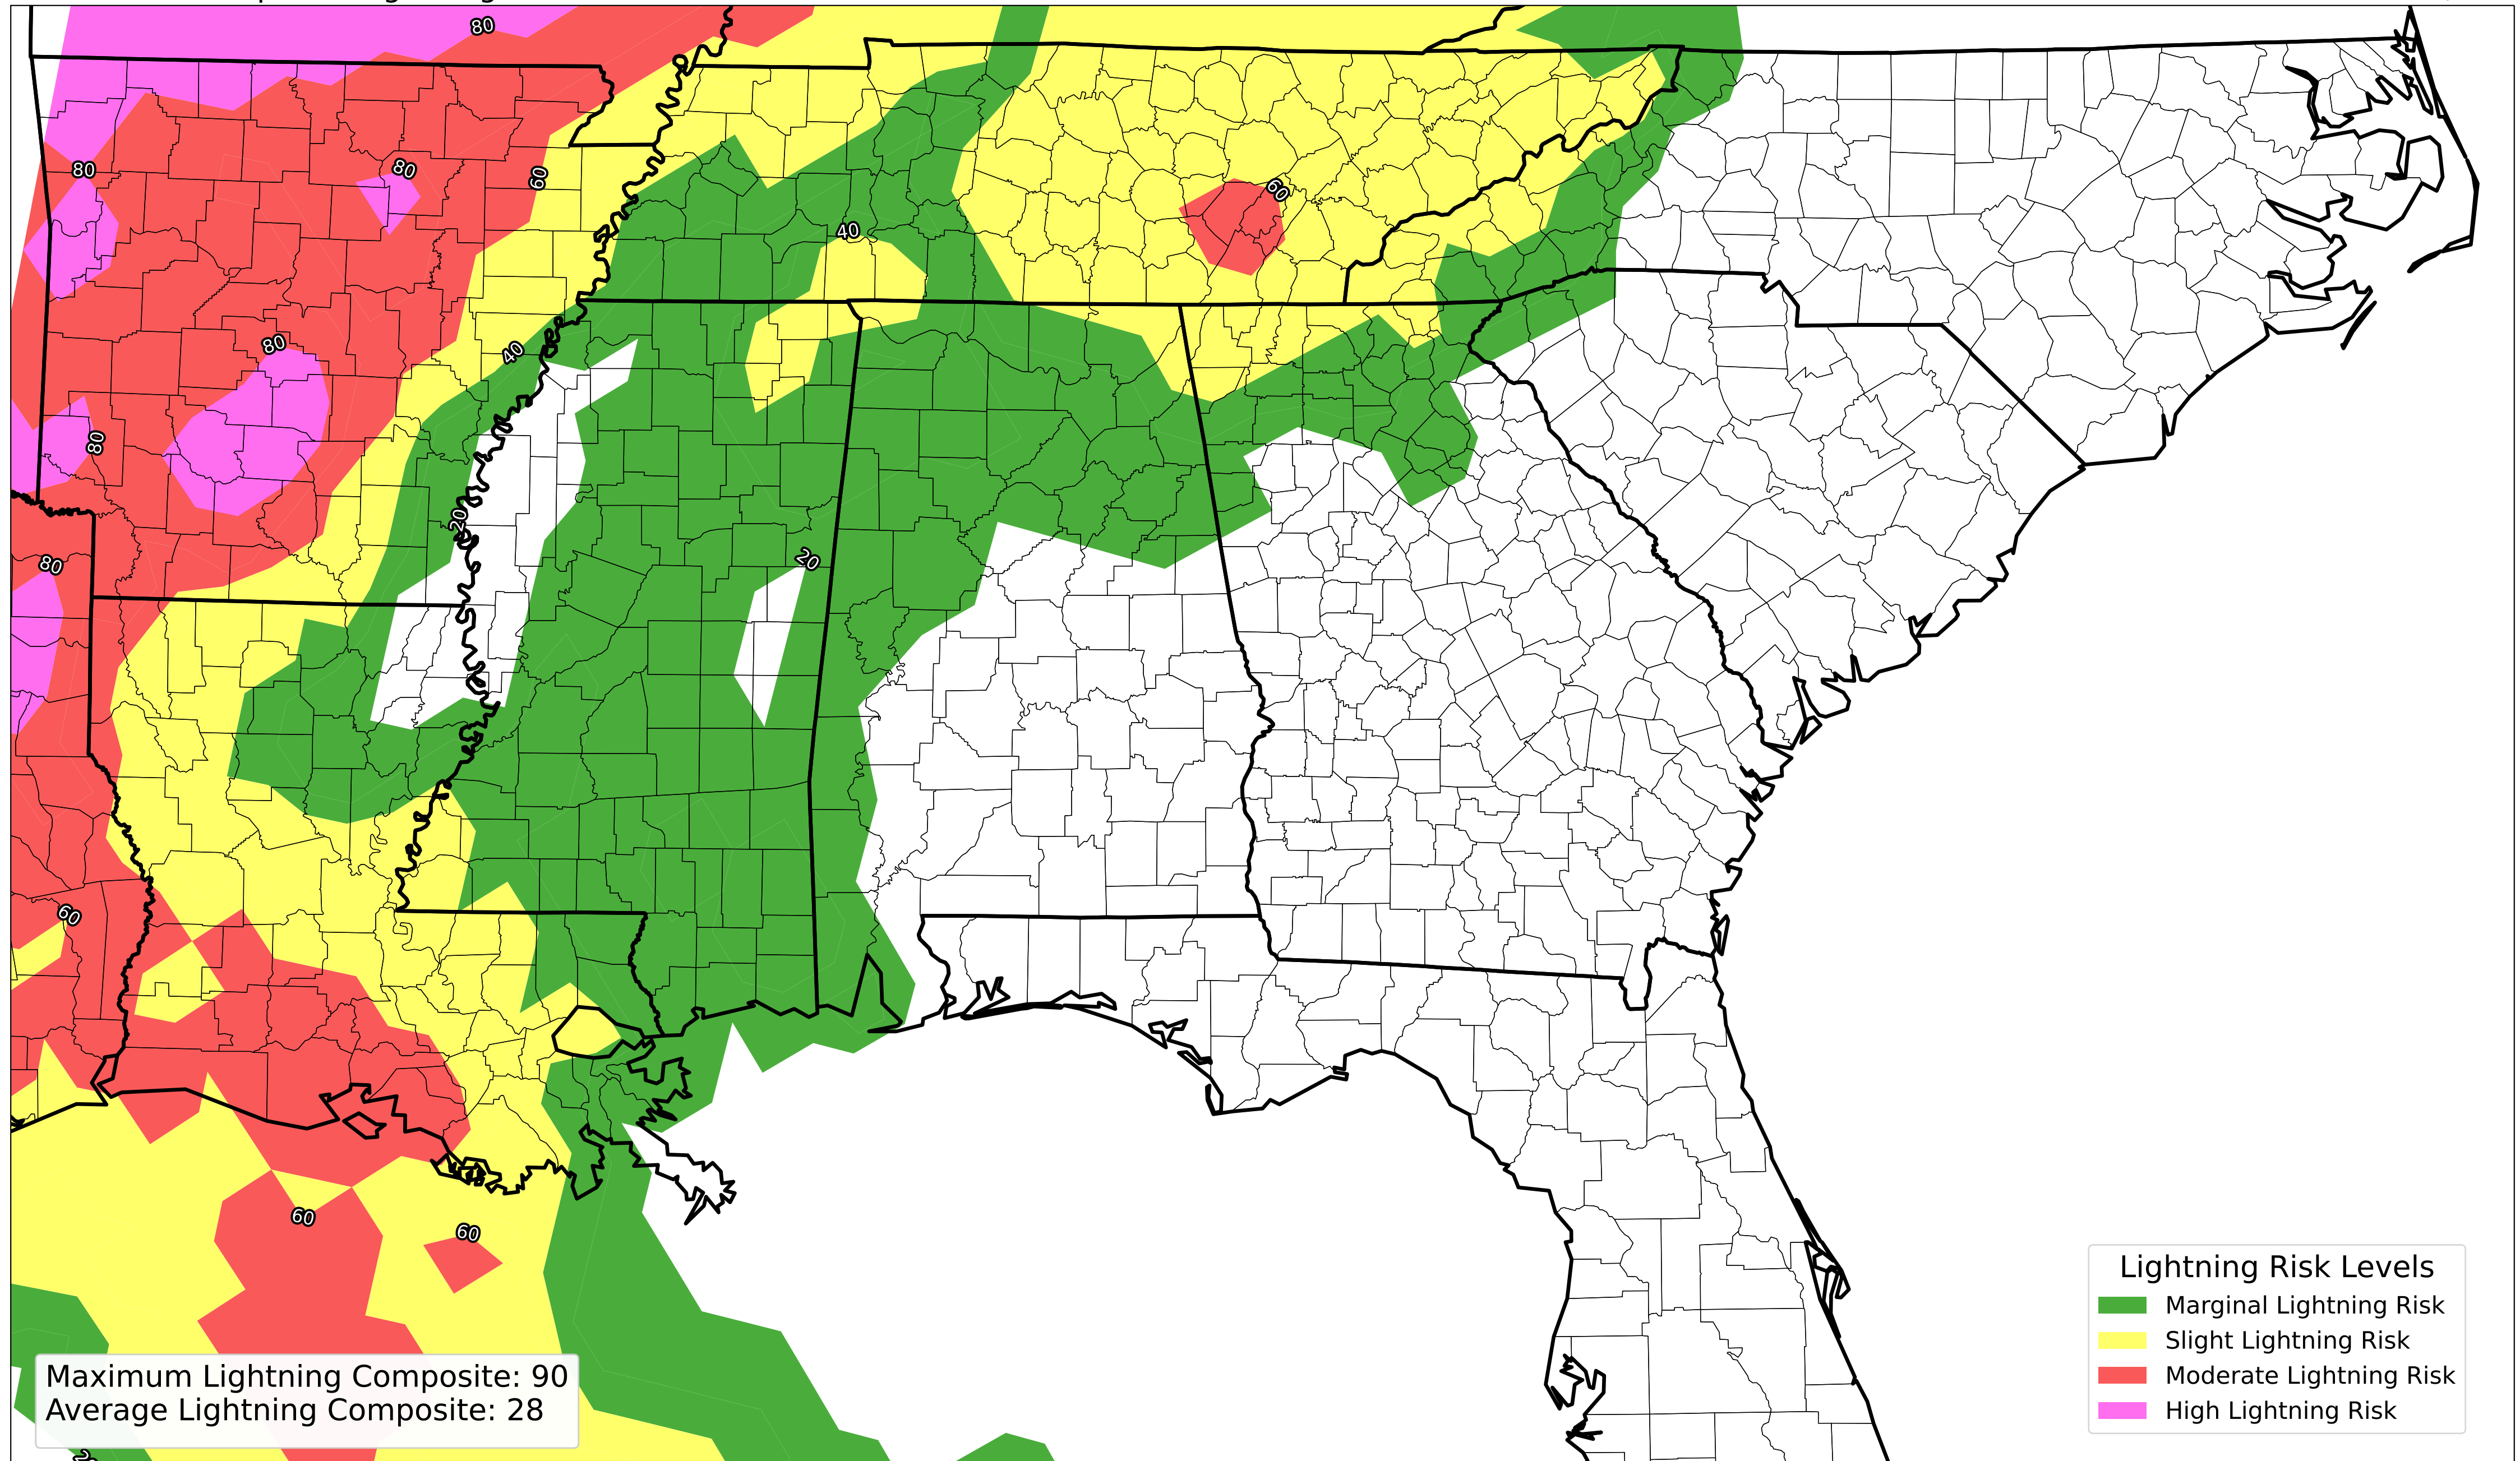 80
80
80
60
60
40
80
40
80
20
20
80
60
60
60
Lightning Risk Levels
Marginal Lightning Risk
Slight Lightning Risk
Moderate Lightning Risk
High Lightning Risk
Maximum Lightning Composite: 90
Average Lightning Composite: 28